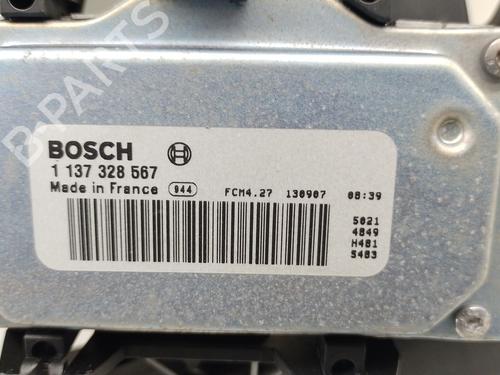 B-PARTS
BOSCH
1 137 328 567
Made in France 944 FCM4.27 130907 08:39
5021
4849
H481
5483